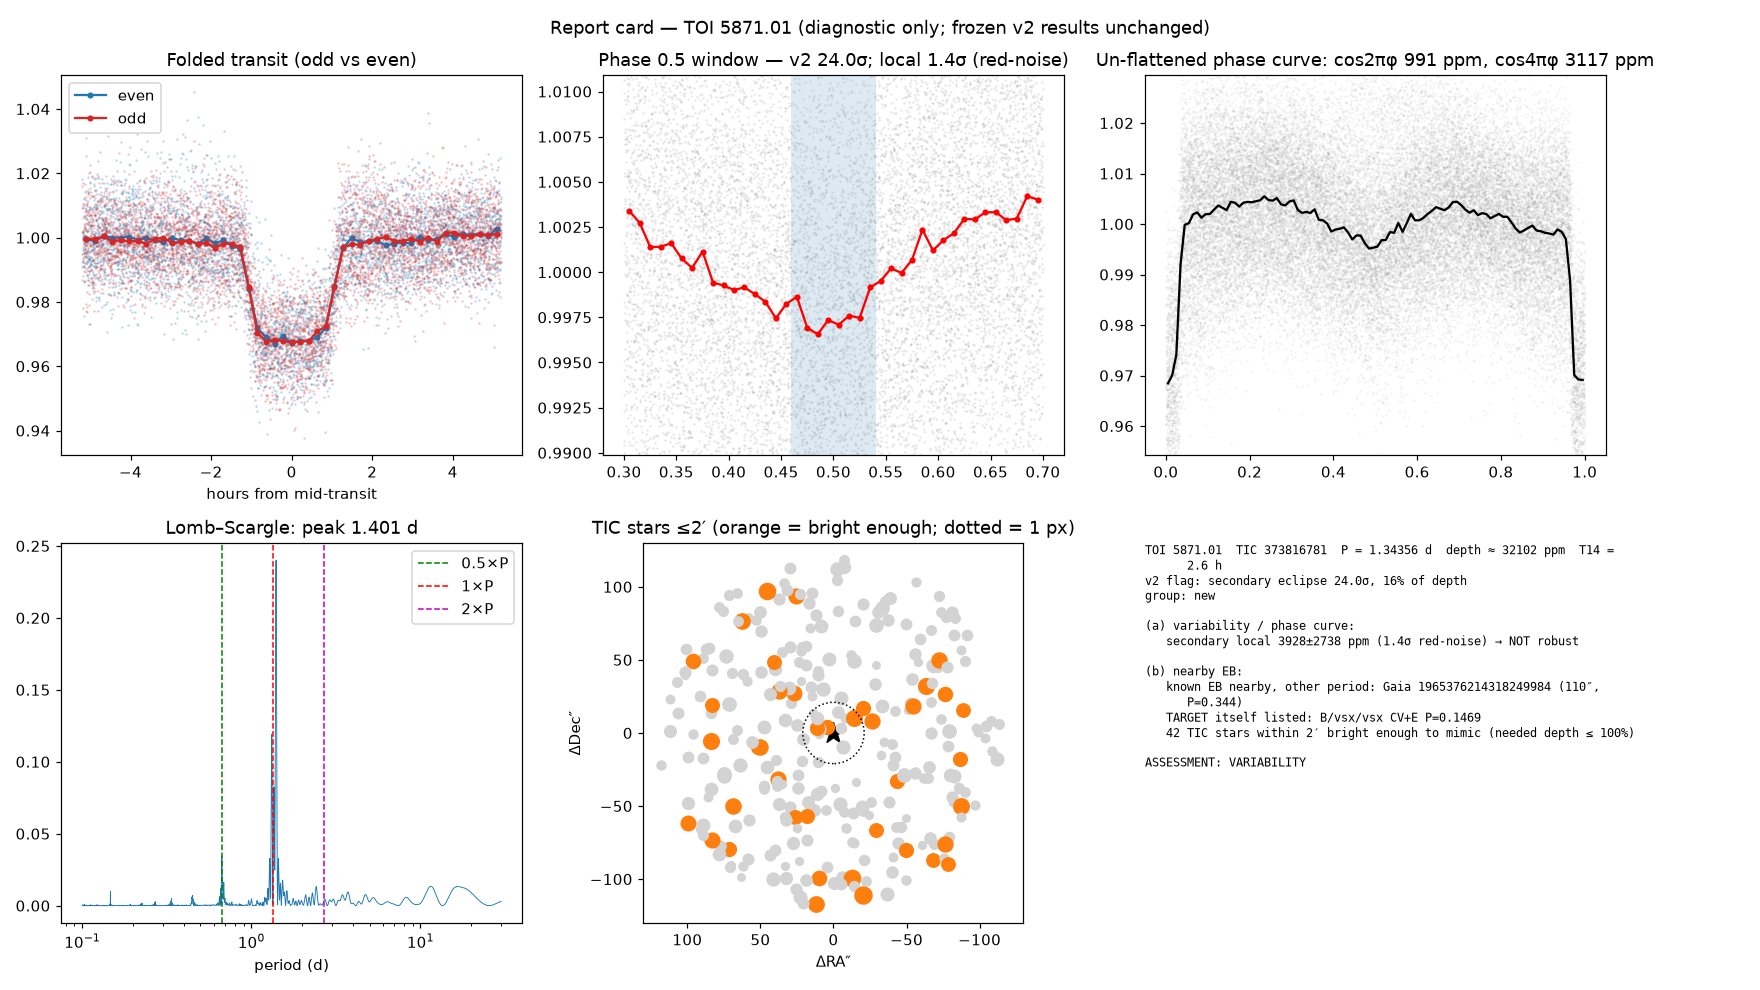 Report card — TOI 5871.01 (diagnostic only; frozen v2 results unchanged)
Folded transit (odd vs even)
even
odd
1.04
1.02
1.00
0.98
0.96
0.94
−4
−2
0
2
4
hours from mid-transit
Phase 0.5 window — v2 24.0σ; local 1.4σ (red-noise)
1.0100
1.0075
1.0050
1.0025
1.0000
0.9975
0.9950
0.9925
0.9900
0.30
0.35
0.40
0.45
0.50
0.55
0.60
0.65
0.70
Un-flattened phase curve: cos2πφ 991 ppm, cos4πφ 3117 ppm
1.02
1.01
1.00
0.99
0.98
0.97
0.96
0.0
0.2
0.4
0.6
0.8
1.0
Lomb–Scargle: peak 1.401 d
0.5×P
1×P
2×P
0.25
0.20
0.15
0.10
0.05
0.00
10⁻¹
10⁰
10¹
period (d)
TIC stars ≤2′ (orange = bright enough; dotted = 1 px)
100
50
0
−50
−100
100
50
0
−50
−100
ΔDec″
ΔRA″
TOI 5871.01  TIC 373816781  P = 1.34356 d  depth ≈ 32102 ppm  T14 =
2.6 h
v2 flag: secondary eclipse 24.0σ, 16% of depth
group: new
(a) variability / phase curve:
secondary local 3928±2738 ppm (1.4σ red-noise) → NOT robust
(b) nearby EB:
known EB nearby, other period: Gaia 1965376214318249984 (110″,
P=0.344)
TARGET itself listed: B/vsx/vsx CV+E P=0.1469
42 TIC stars within 2′ bright enough to mimic (needed depth ≤ 100%)
ASSESSMENT: VARIABILITY